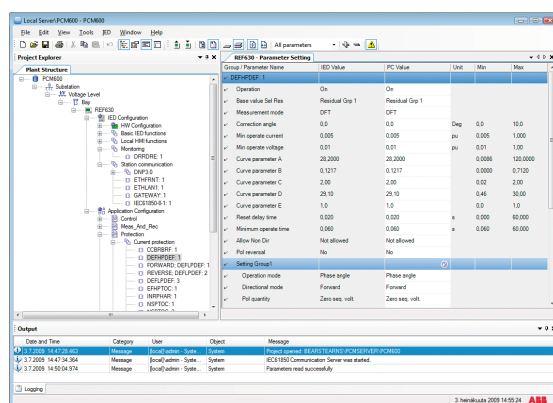 Local Server\PCM600 - PCM600
File Edit View Tools IED Window Help
All parameters
Project Explorer
Plant Structure
PCM600
Substation
Voltage Level
Bay
REF630
IED Configuration
HW Configuration
Basic IED functions
Local HMI functions
Monitoring
DRRDRE: 1
Station communication
DNP3.0
ETHFRNT: 1
ETHLAN1: 1
GATEWAY: 1
IEC61850-8-1: 1
Application Configuration
Control
Meas_And_Rec
Protection
Current protection
CCBRBRF: 1
DEFHPDEF: 1
FORWARD; DEFLPDEF: 1
REVERSE; DEFLPDEF: 2
DEFLPDEF: 3
EFHPTOC: 1
INRPHAR: 1
NSPTOC: 1
REF630 - Parameter Setting
Group / Parameter Name IED Value PC Value Unit Min Max
DEFHPDEF: 1
Operation On On
Base value Sel Res Residual Grp 1 Residual Grp 1
Measurement mode DFT DFT
Correction angle 0,0 0,0 Deg 0,0 10,0
Min operate current 0,005 0,005 pu 0,005 1,000
Min operate voltage 0,01 0,01 pu 0,01 1,00
Curve parameter A 28,2000 28,2000 0,0086 120,0000
Curve parameter B 0,1217 0,1217 0,0000 0,7120
Curve parameter C 2,00 2,00 0,02 2,00
Curve parameter D 29,10 29,10 0,46 30,00
Curve parameter E 1,0 1,0 0,0 1,0
Reset delay time 0,020 0,020 s 0,000 60,000
Minimum operate time 0,060 0,060 s 0,060 60,000
Allow Non Dir Not allowed Not allowed
Pol reversal No No
Setting Group1
Operation mode Phase angle Phase angle
Directional mode Forward Forward
Pol quantity Zero seq. volt. Zero seq. volt.
Output
Date and Time Category User Object Message
3.7.2009 14:47:28.463 Message [local]\admin - Syste... System Project opened: BEARSTEARNS\PCMSERVER\PCM600
3.7.2009 14:47:34.364 Message [local]\admin - Syste... System IEC61850 Communication Server was started.
3.7.2009 14:50:04.974 Message [local]\admin - Syste... System Parameters read successfully
Logging
3. heinäkuuta 2009 14:55:24 ABB